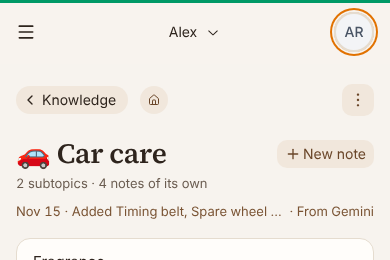 Alex
AR
Knowledge
Car care
+ New note
2 subtopics · 4 notes of its own
Nov 15 · Added Timing belt, Spare wheel ... · From Gemini